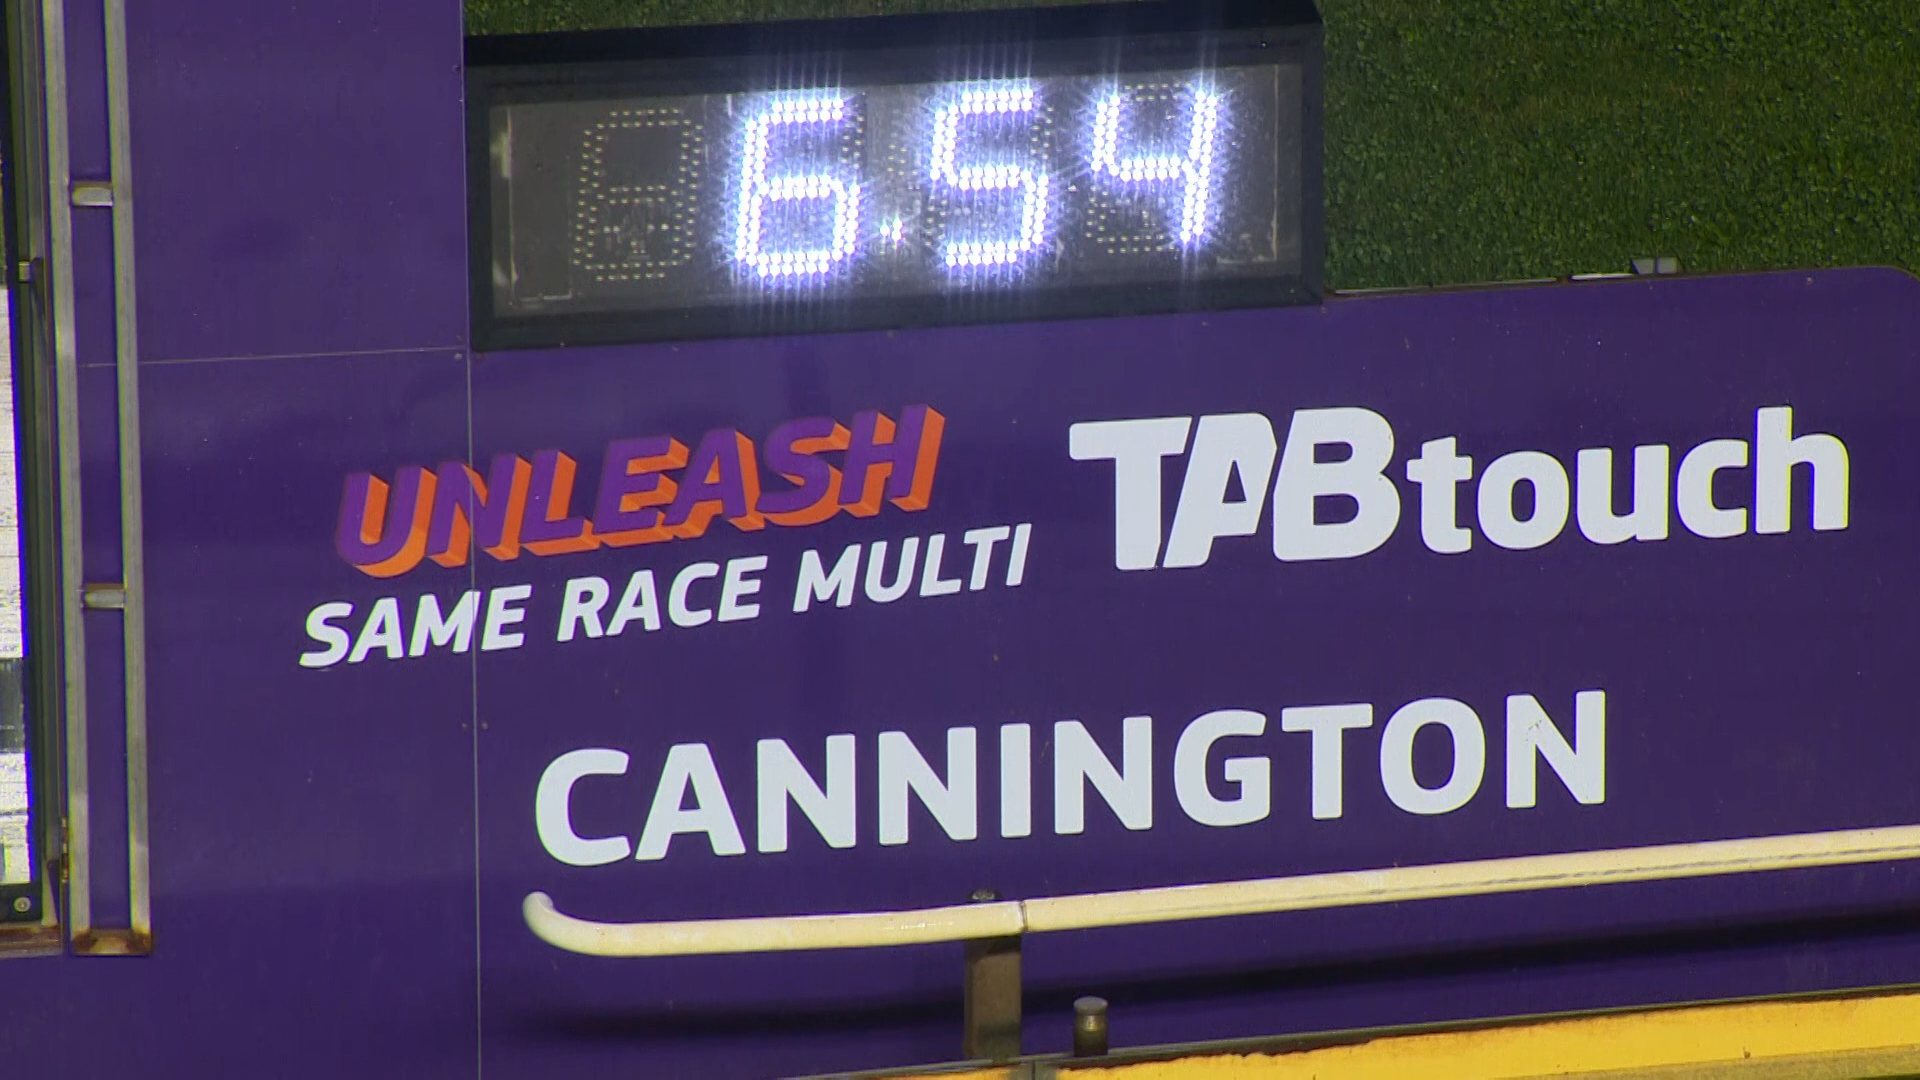 6.54
UNLEASH
SAME RACE MULTI
TABtouch
CANNINGTON